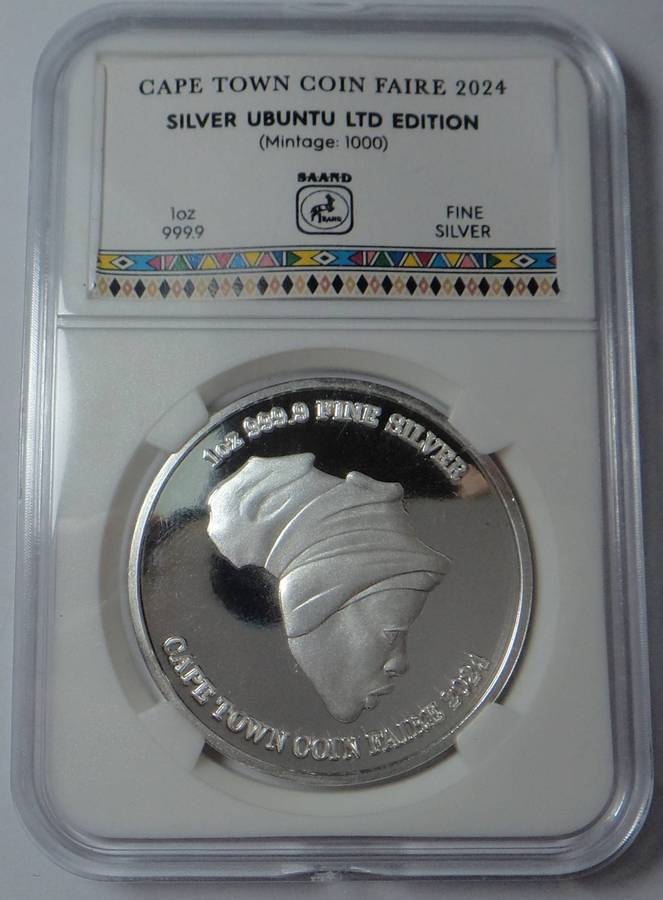 CAPE TOWN COIN FAIRE 2024
SILVER UBUNTU LTD EDITION
(Mintage: 1000)
SAAND
1oz
999.9
FINE
SILVER
1oz 999.9 FINE SILVER
CAPE TOWN COIN FAIRE 2024